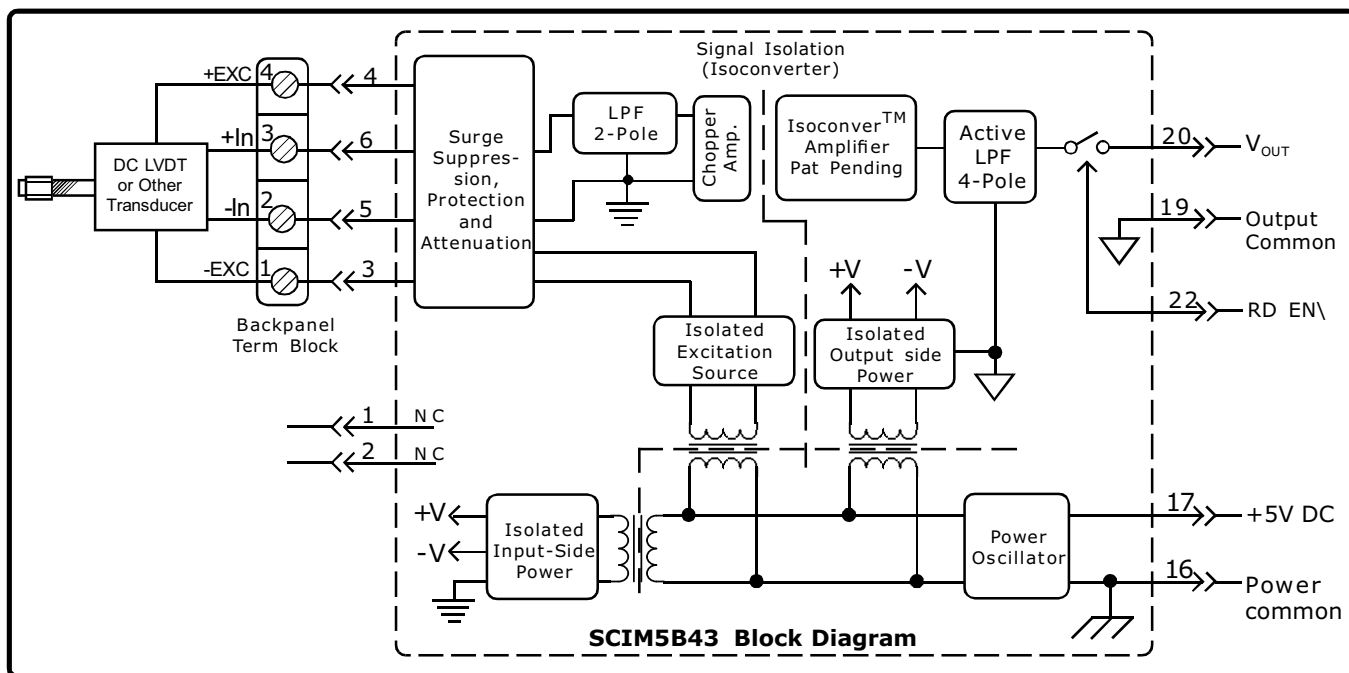 Signal Isolation
(Isoconverter)
+EXC 4
4
+In 3
6
-In 2
5
-EXC 1
3
DC LVDT
or Other
Transducer
Backpanel
Term Block
Surge
Suppres-
sion,
Protection
and
Attenuation
LPF
2-Pole
Chopper
Amp.
Isoconver™
Amplifier
Pat Pending
Active
LPF
4-Pole
20
VOUT
19
Output
Common
22
RD EN\
+V
-V
Isolated
Excitation
Source
Isolated
Output side
Power
1 NC
2 NC
+V
-V
Isolated
Input-Side
Power
Power
Oscillator
17
+5V DC
16
Power
common
SCIM5B43 Block Diagram